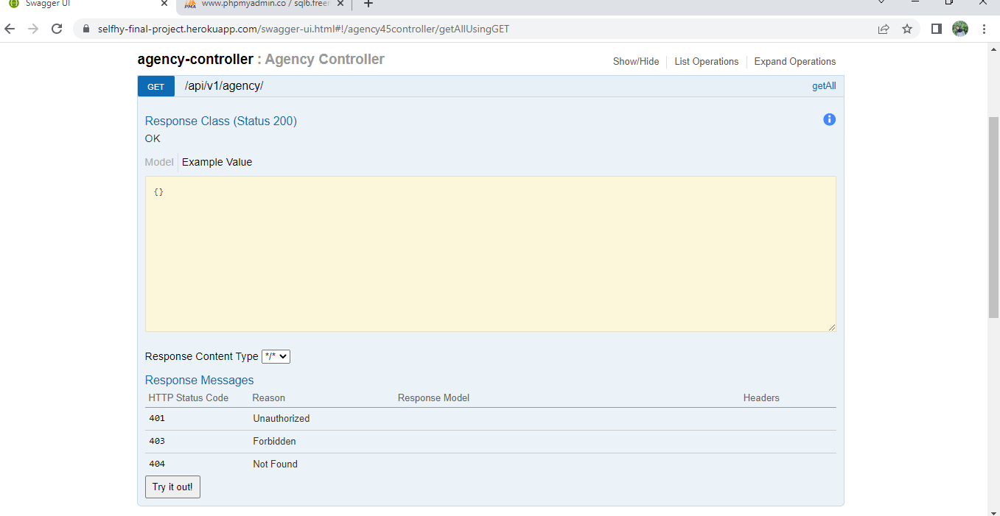 Swagger UI
www.phpmyadmin.co / sql6.freer
selfhy-final-project.herokuapp.com/swagger-ui.html#!/agency45controller/getAllUsingGET
agency-controller : Agency Controller
Show/Hide List Operations Expand Operations
GET /api/v1/agency/ getAll
Response Class (Status 200)
OK
Model Example Value
{}
Response Content Type */*
Response Messages
HTTP Status Code Reason Response Model Headers
401 Unauthorized
403 Forbidden
404 Not Found
Try it out!